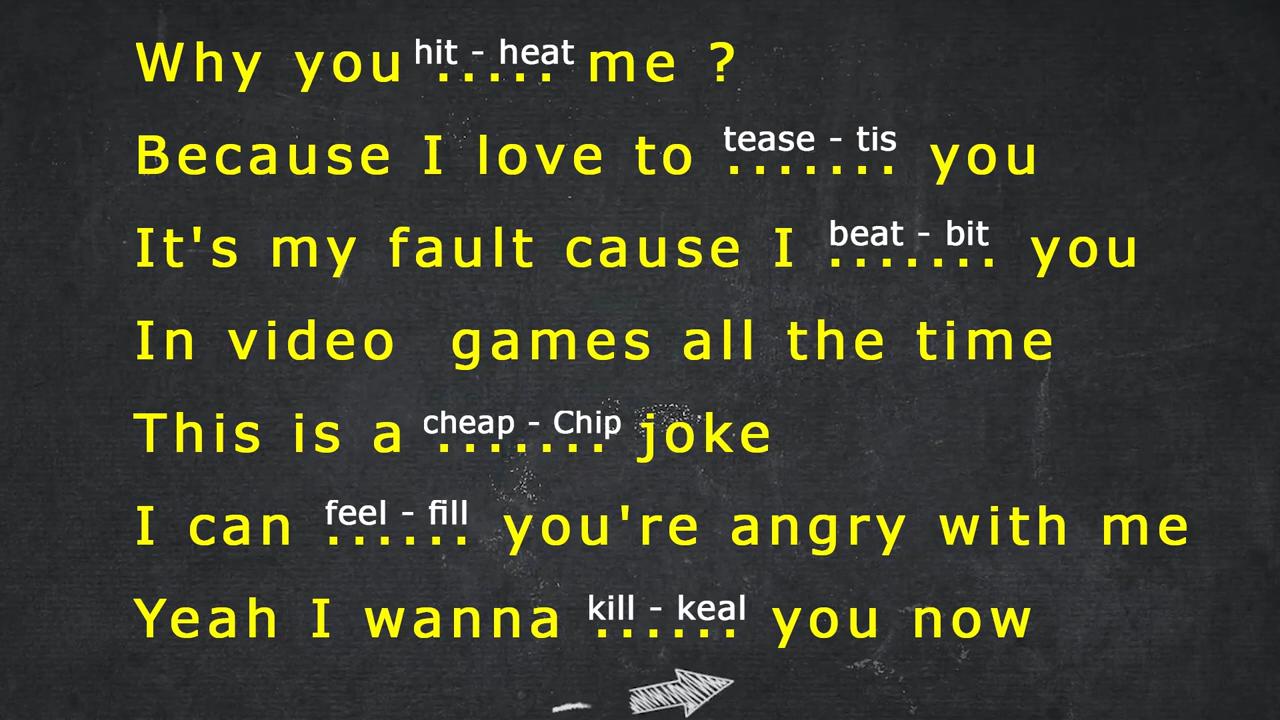 Why you hit - heat ..... me ?
Because I love to tease - tis ....... you
It's my fault cause I beat - bit ....... you
In video games all the time
This is a cheap - Chip ....... joke
I can feel - fill ...... you're angry with me
Yeah I wanna kill - keal ...... you now